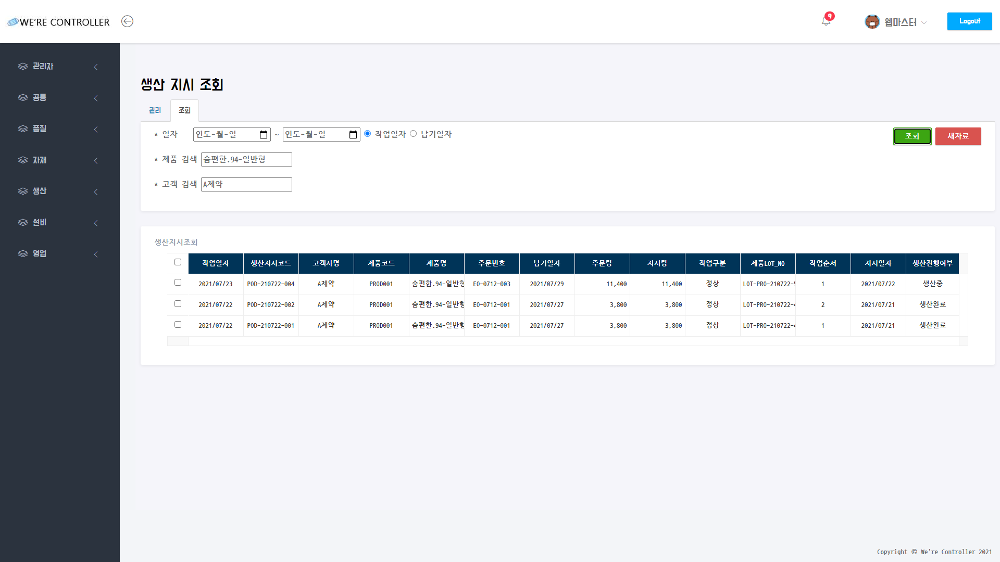 WE'RE CONTROLLER
9
웹마스터
Logout
관리자
공통
품질
자재
생산
설비
영업
생산 지시 조회
관리 조회
* 일자 연도-월-일 ~ 연도-월-일 작업일자 납기일자
조회 새자료
* 제품 검색 숨편한.94-일반형
* 고객 검색 A제약
생산지시조회
작업일자 생산지시코드 고객사명 제품코드 제품명 주문번호 납기일자 주문량 지시량 작업구분 제품LOT_NO 작업순서 지시일자 생산진행여부
2021/07/23 POD-210722-004 A제약 PROD001 숨편한.94-일반형 EO-0712-003 2021/07/29 11,400 11,400 정상 LOT-PRO-210722-5 1 2021/07/22 생산중
2021/07/22 POD-210722-002 A제약 PROD001 숨편한.94-일반형 EO-0712-001 2021/07/27 3,800 3,800 정상 LOT-PRO-210722-4 2 2021/07/21 생산완료
2021/07/22 POD-210722-001 A제약 PROD001 숨편한.94-일반형 EO-0712-001 2021/07/27 3,800 3,800 정상 LOT-PRO-210722-4 1 2021/07/21 생산완료
Copyright © We're Controller 2021